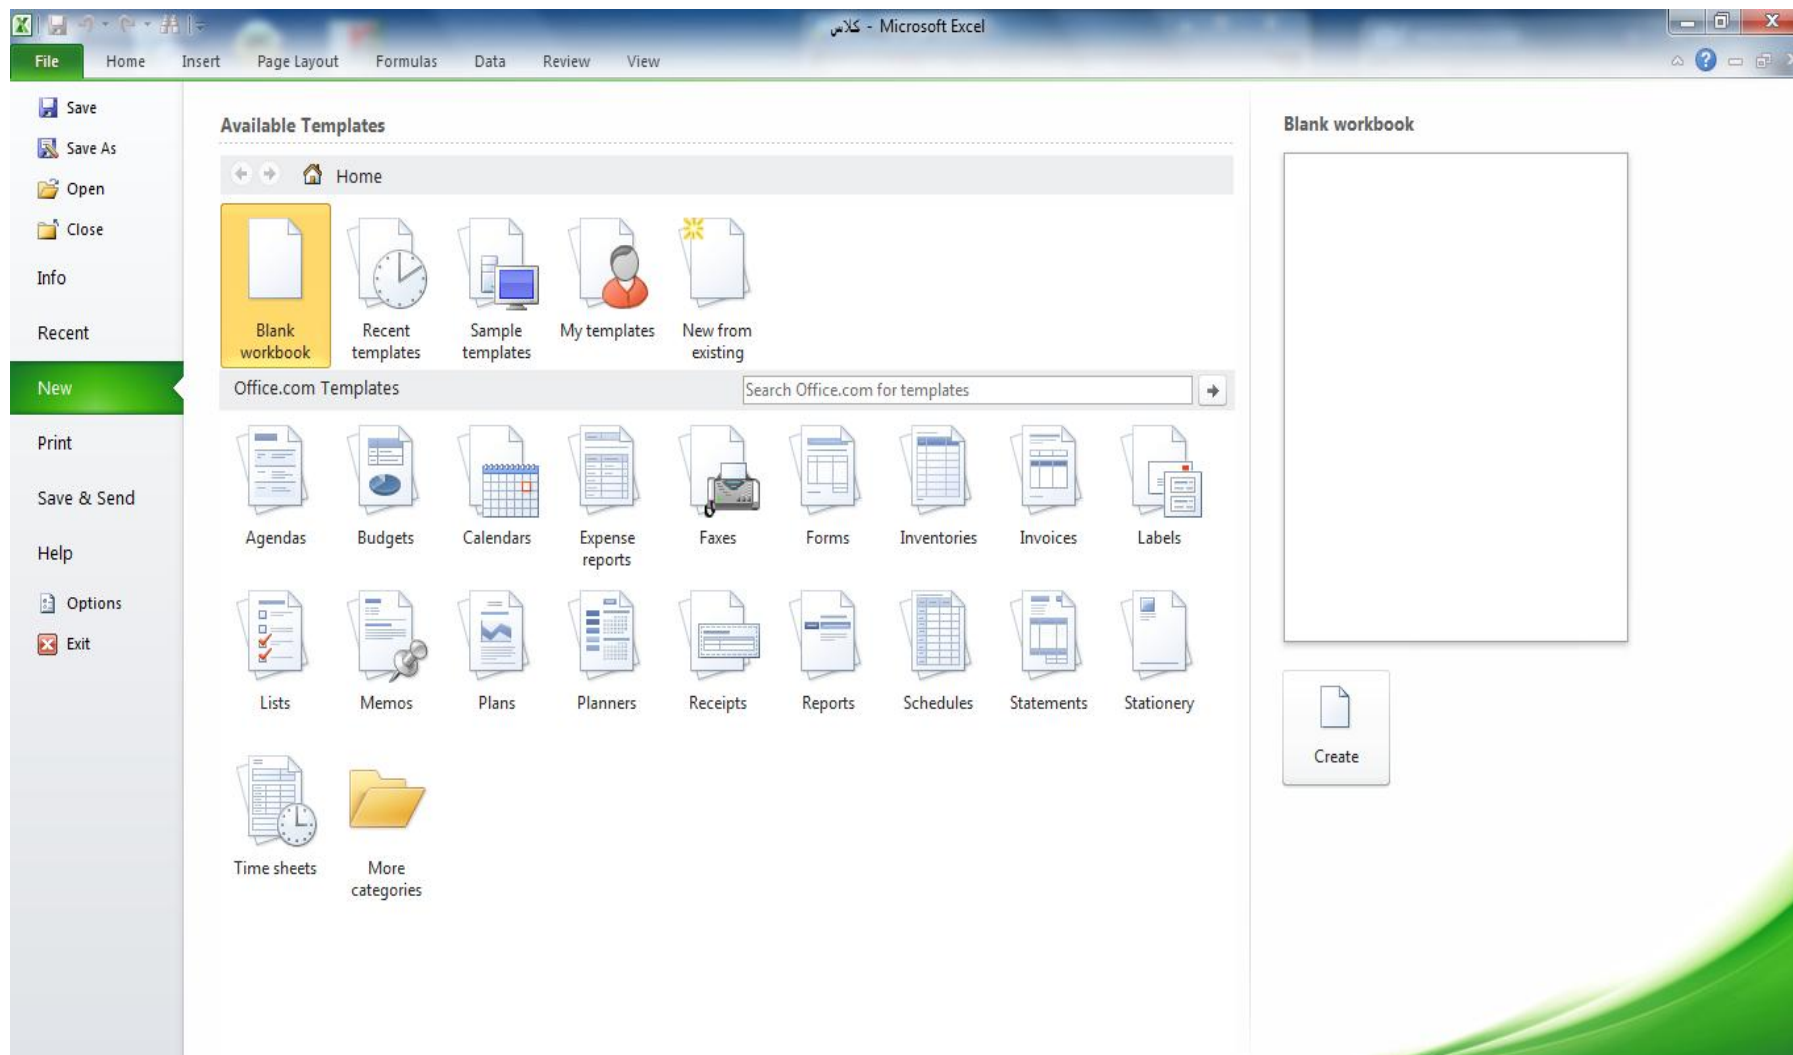 كلاس - Microsoft Excel
File Home Insert Page Layout Formulas Data Review View
Save
Save As
Open
Close
Info
Recent
New
Print
Save & Send
Help
Options
Exit
Available Templates
Home
Blank workbook
Recent templates
Sample templates
My templates
New from existing
Office.com Templates
Search Office.com for templates
Agendas
Budgets
Calendars
Expense reports
Faxes
Forms
Inventories
Invoices
Labels
Lists
Memos
Plans
Planners
Receipts
Reports
Schedules
Statements
Stationery
Time sheets
More categories
Blank workbook
Create